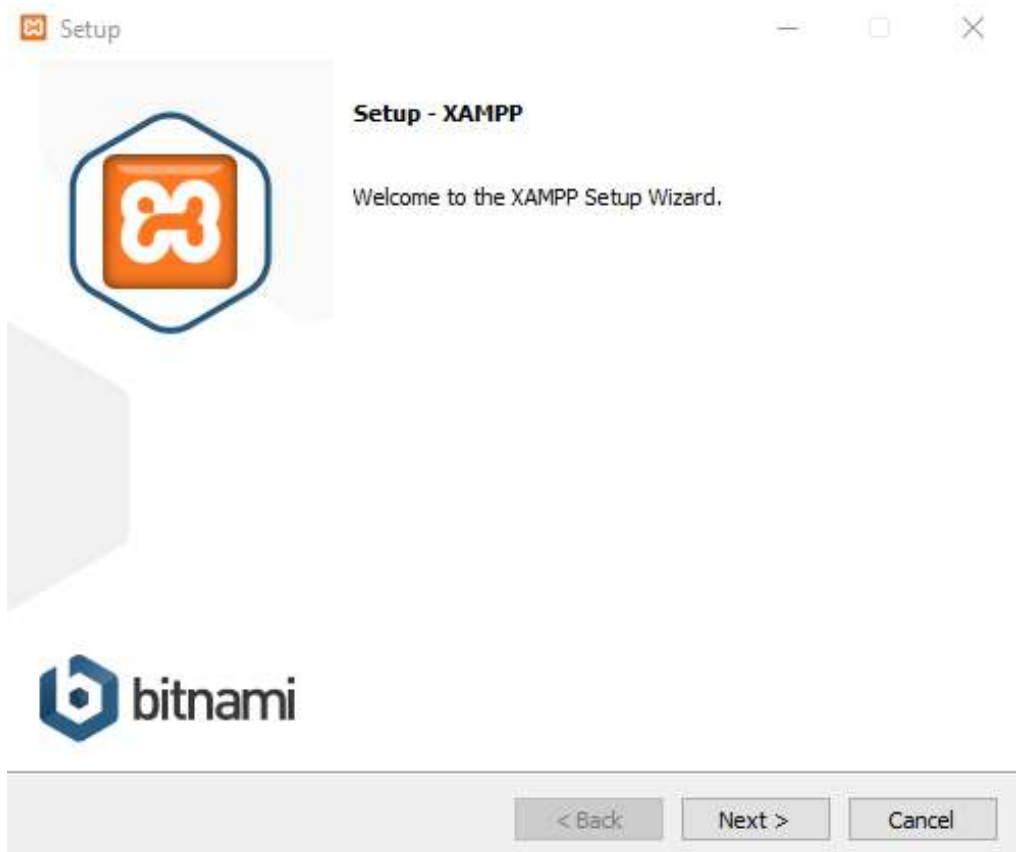 Setup
Setup - XAMPP
Welcome to the XAMPP Setup Wizard.
bitnami
< Back
Next >
Cancel